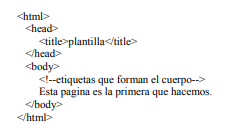 <html>
<head>
<title>plantilla</title>
</head>
<body>
<!--etiquetas que forman el cuerpo-->
Esta pagina es la primera que hacemos.
</body>
</html>